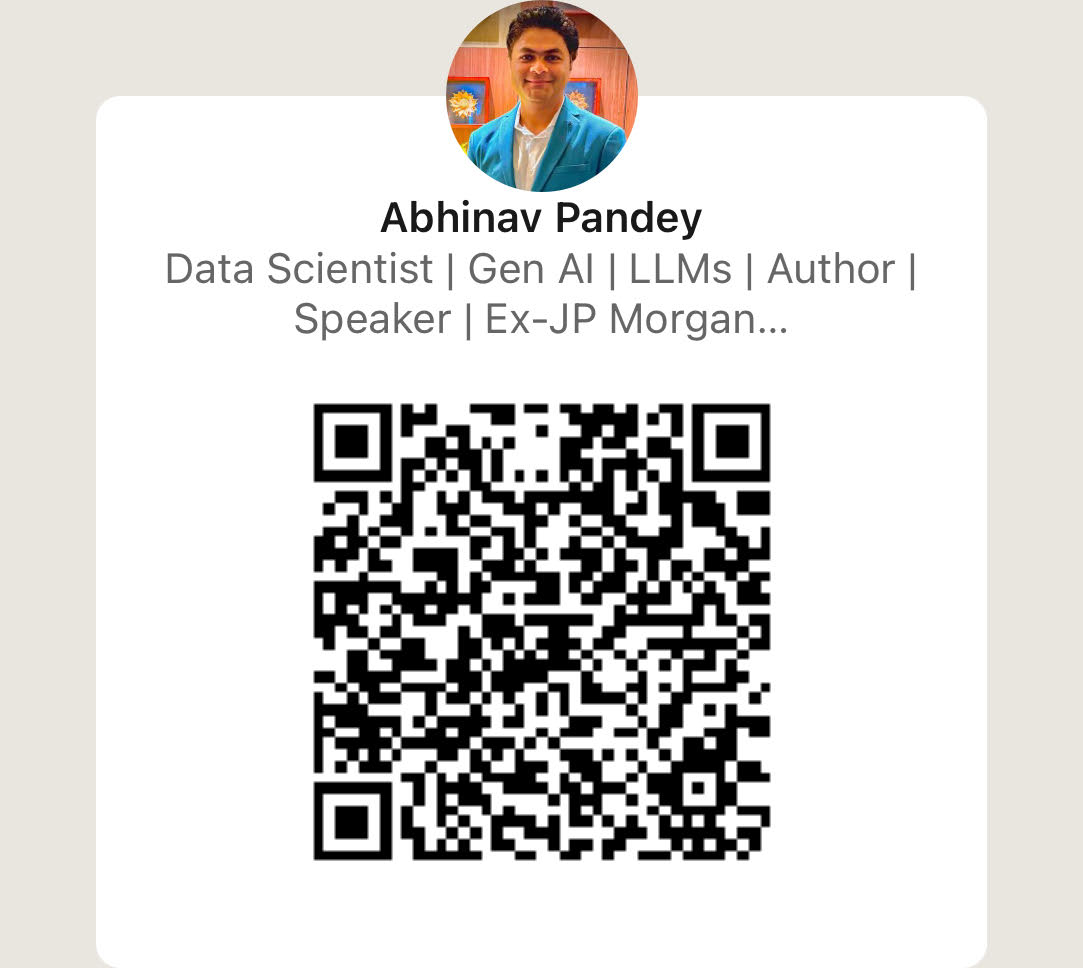 Abhinav Pandey
Data Scientist | Gen AI | LLMs | Author |
Speaker | Ex-JP Morgan...